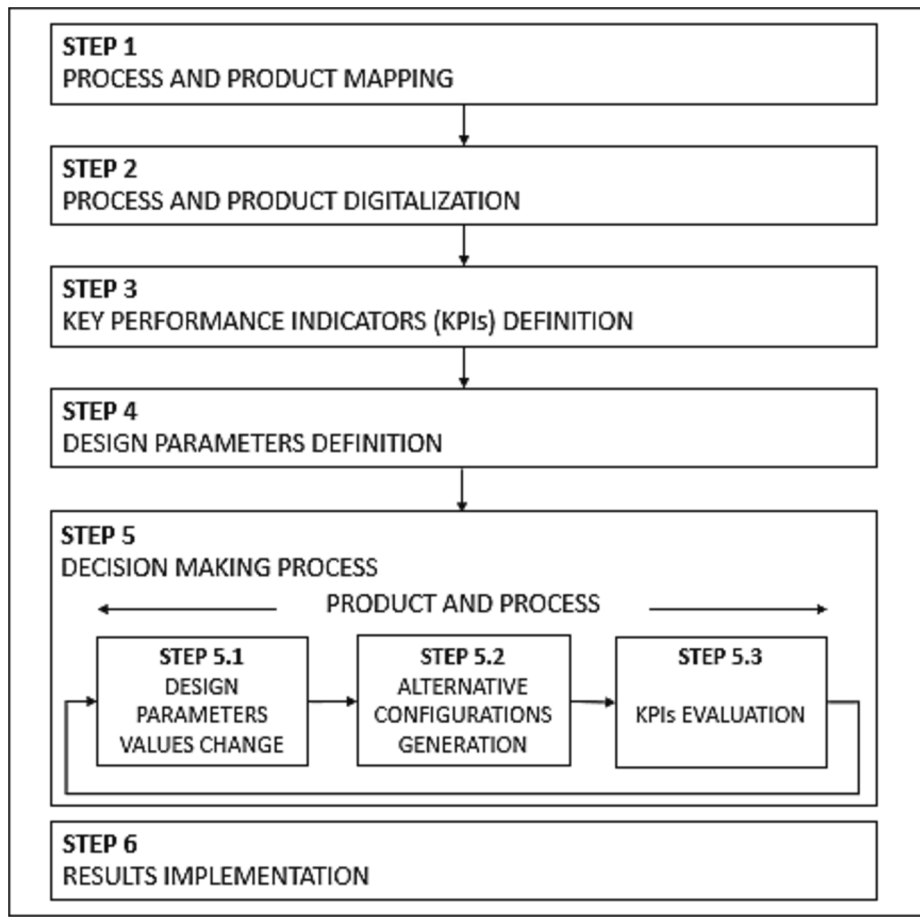 STEP 1
PROCESS AND PRODUCT MAPPING
STEP 2
PROCESS AND PRODUCT DIGITALIZATION
STEP 3
KEY PERFORMANCE INDICATORS (KPIs) DEFINITION
STEP 4
DESIGN PARAMETERS DEFINITION
STEP 5
DECISION MAKING PROCESS
PRODUCT AND PROCESS
STEP 5.1
DESIGN
PARAMETERS
VALUES CHANGE
STEP 5.2
ALTERNATIVE
CONFIGURATIONS
GENERATION
STEP 5.3
KPIs EVALUATION
STEP 6
RESULTS IMPLEMENTATION